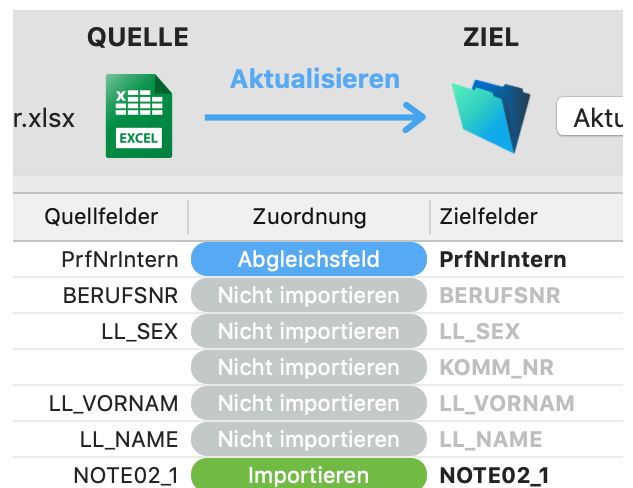 QUELLE ZIEL
Aktualisieren
r.xlsx X EXCEL Aktu
Quellfelder Zuordnung Zielfelder
PrfNrIntern Abgleichsfeld PrfNrIntern
BERUFSNR Nicht importieren BERUFSNR
LL_SEX Nicht importieren LL_SEX
Nicht importieren KOMM_NR
LL_VORNAM Nicht importieren LL_VORNAM
LL_NAME Nicht importieren LL_NAME
NOTE02_1 Importieren NOTE02_1